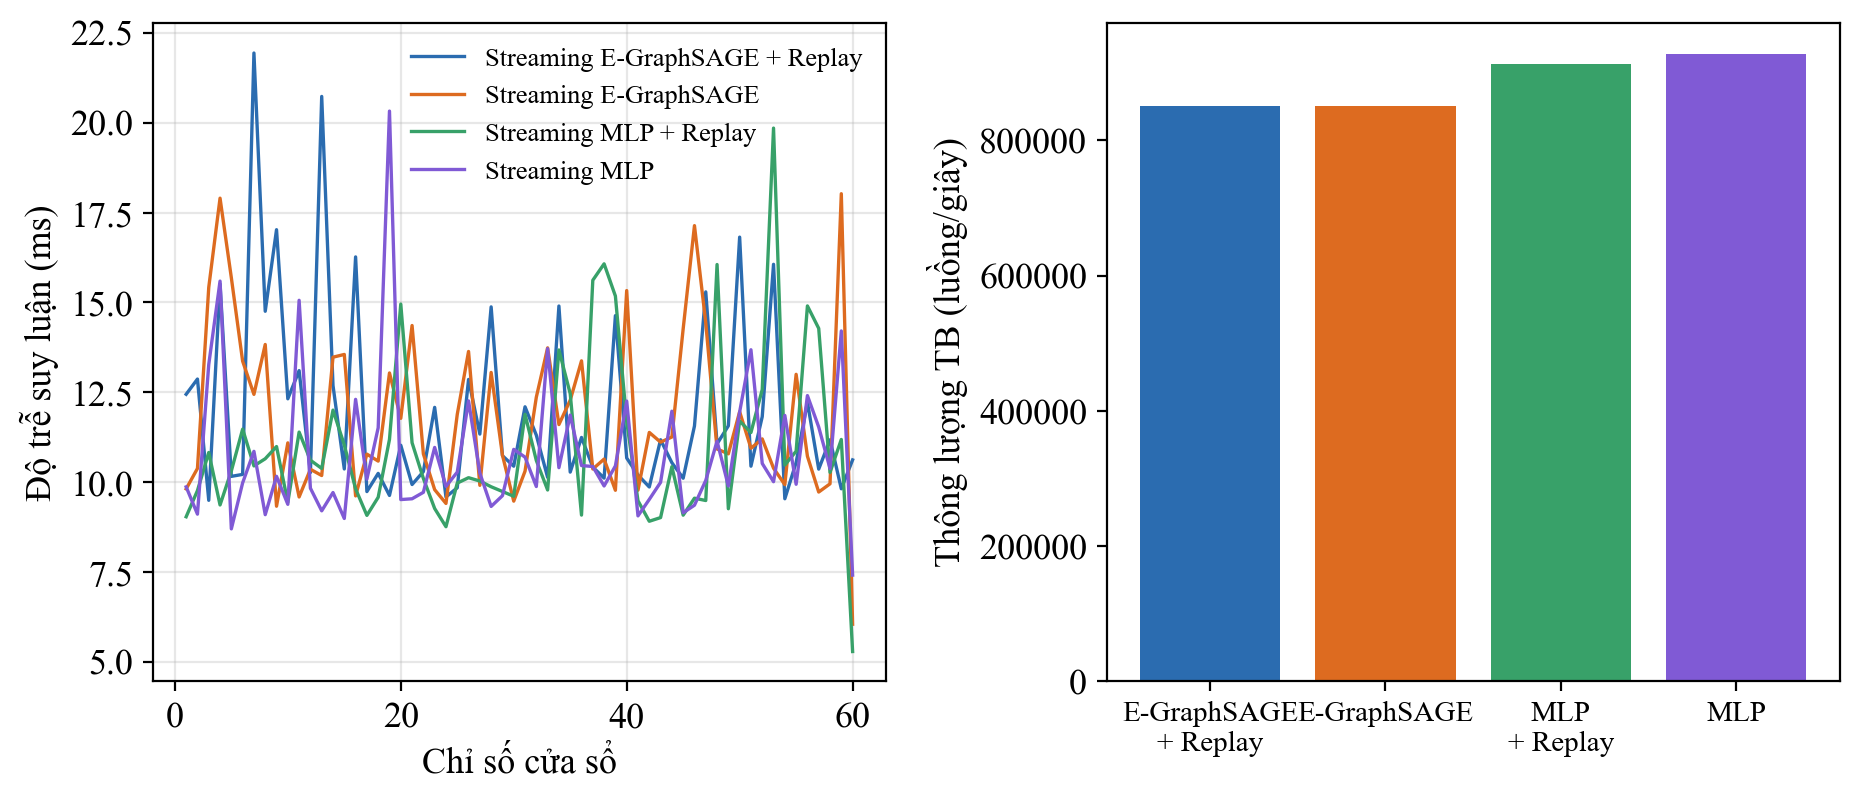 22.5
20.0
17.5
15.0
12.5
10.0
7.5
5.0
Độ trễ suy luận (ms)
0
20
40
60
Chỉ số cửa sổ
Streaming E-GraphSAGE + Replay
Streaming E-GraphSAGE
Streaming MLP + Replay
Streaming MLP
800000
600000
400000
200000
0
Thông lượng TB (luồng/giây)
E-GraphSAGE
+ Replay
E-GraphSAGE
MLP
+ Replay
MLP